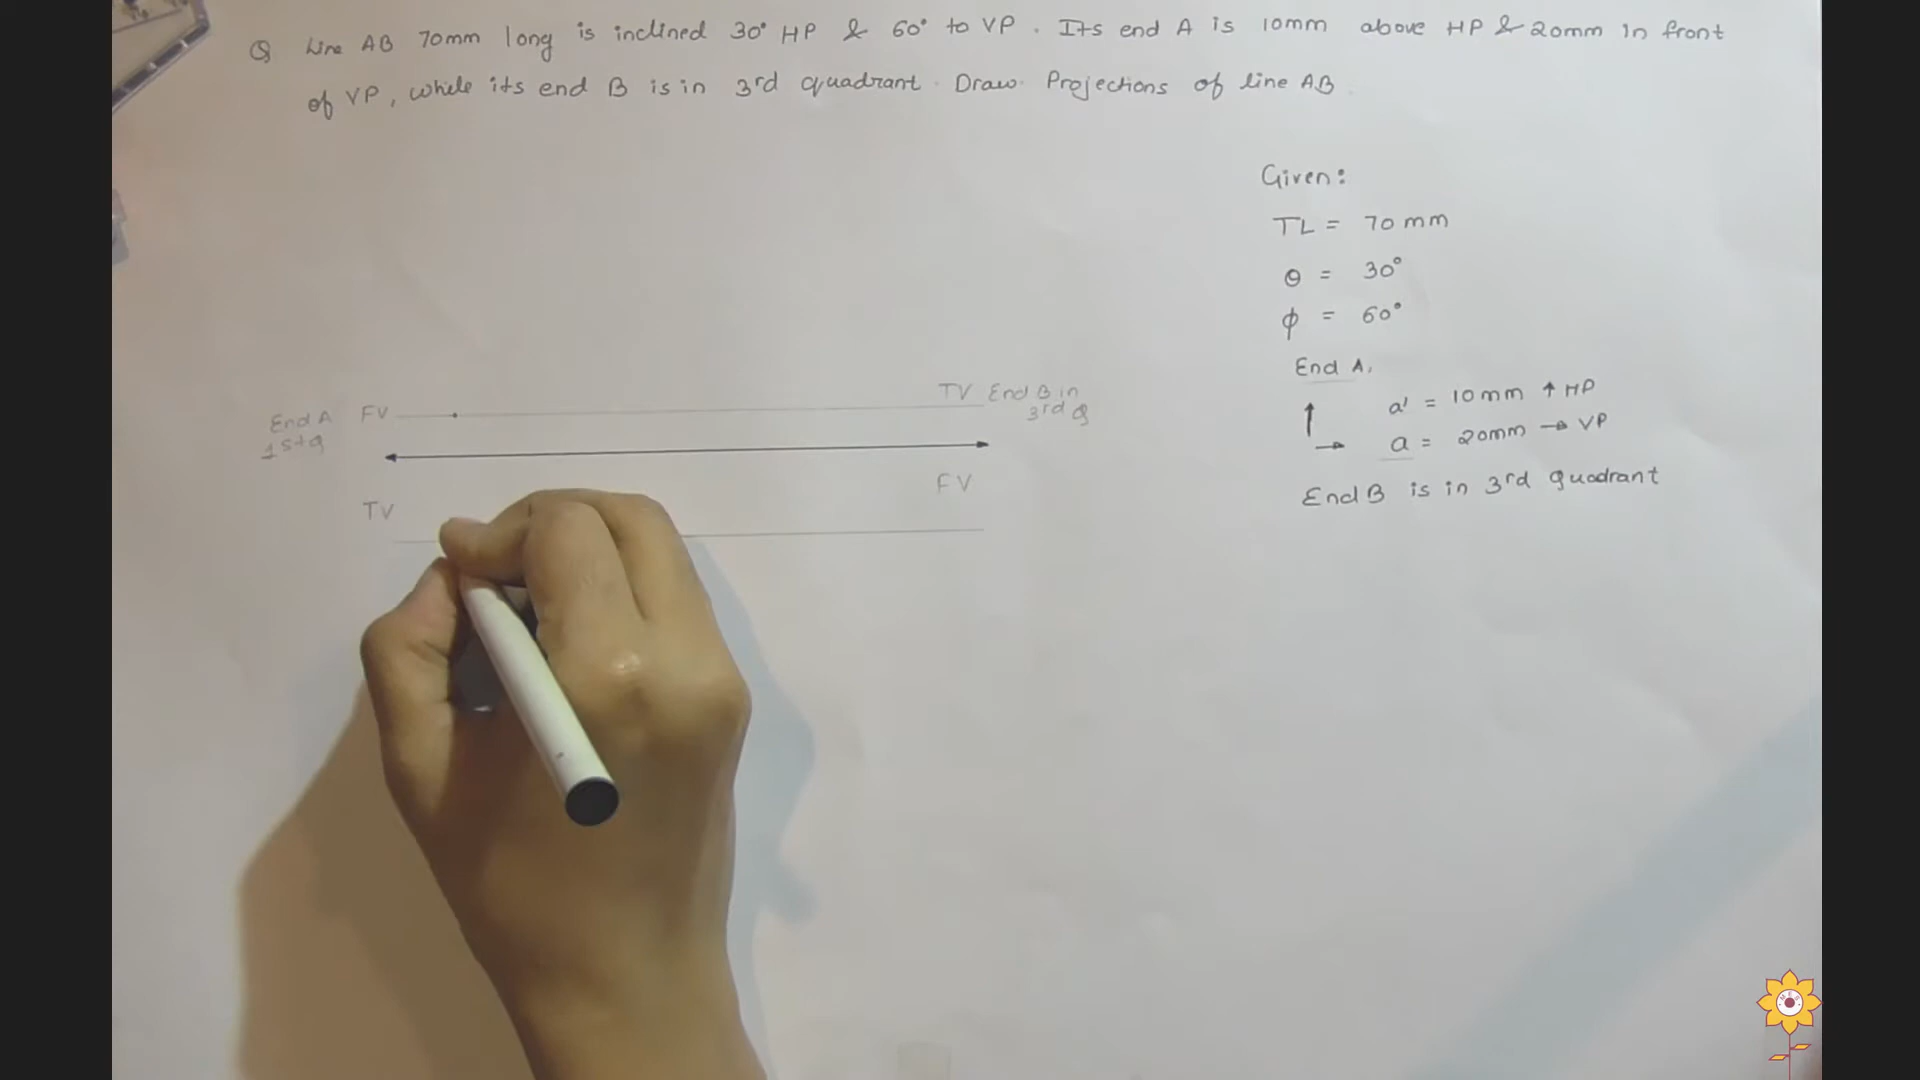 Q Line AB 70mm long is inclined 30° HP & 60° to VP. Its end A is 10mm above HP & 20mm in front
of VP, while its end B is in 3rd quadrant. Draw Projections of line AB.
Given:
TL = 70 mm
θ = 30°
ϕ = 60°
End A.
a' = 10mm ↑ HP
a = 20mm → VP
End B is in 3rd quadrant
End A FV
1st q
TV End B in
3rd Q
TV
FV